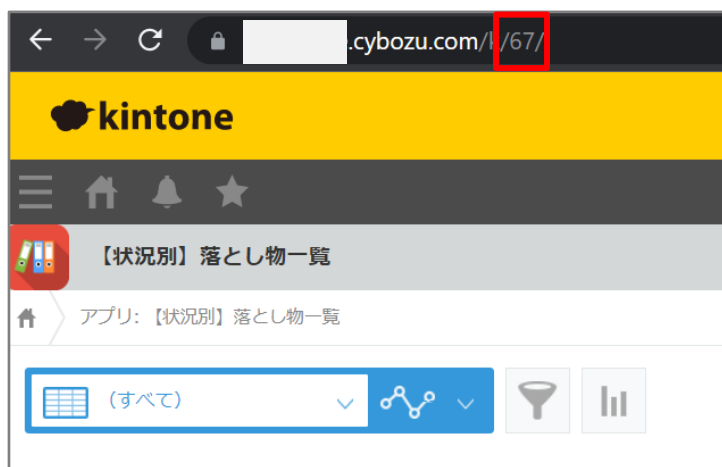 .cybozu.com/k/67/
kintone
【状況別】落とし物一覧
アプリ: 【状況別】落とし物一覧
(すべて)